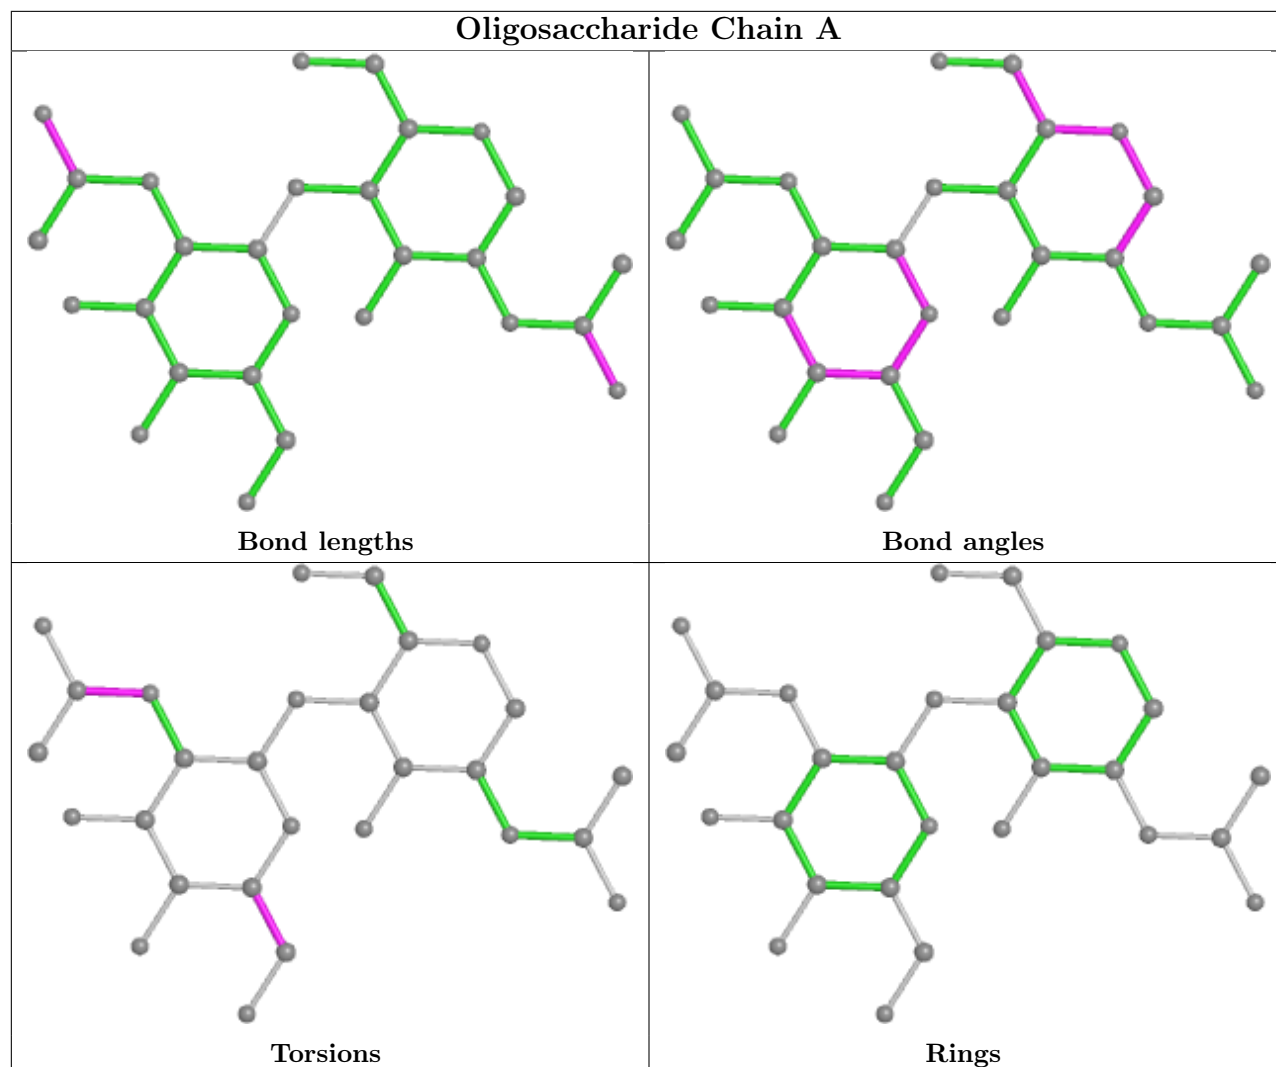 Oligosaccharide Chain A
Bond lengths
Bond angles
Torsions
Rings